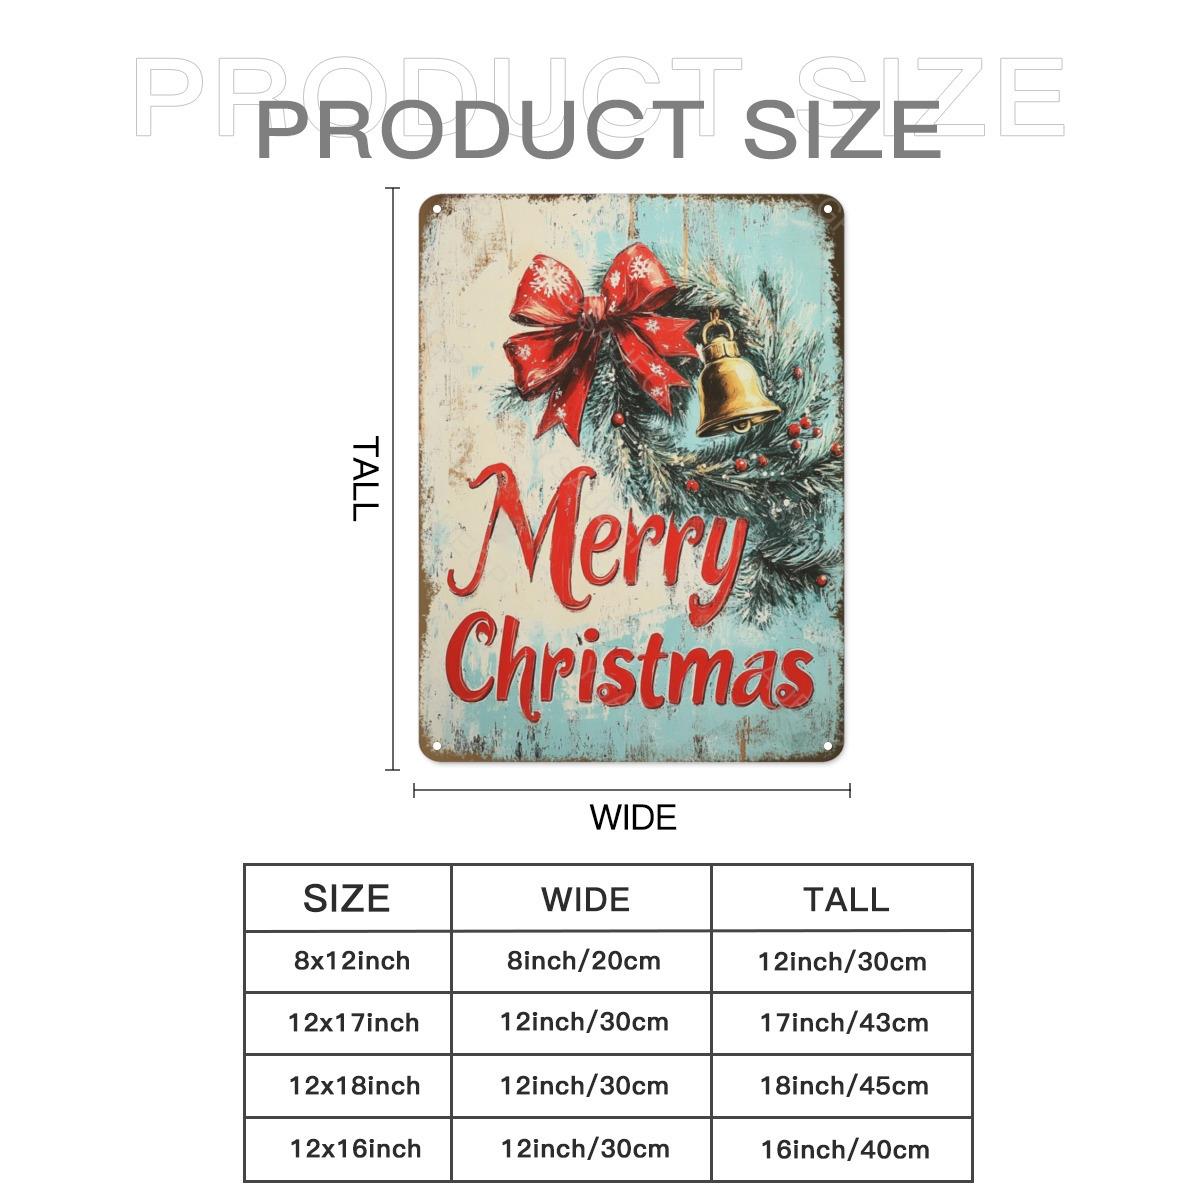 PRODUCT SIZE
PRODUCT SIZE
TALL
Merry
Christmas
WIDE
SIZE WIDE TALL
8x12inch 8inch/20cm 12inch/30cm
12x17inch 12inch/30cm 17inch/43cm
12x18inch 12inch/30cm 18inch/45cm
12x16inch 12inch/30cm 16inch/40cm